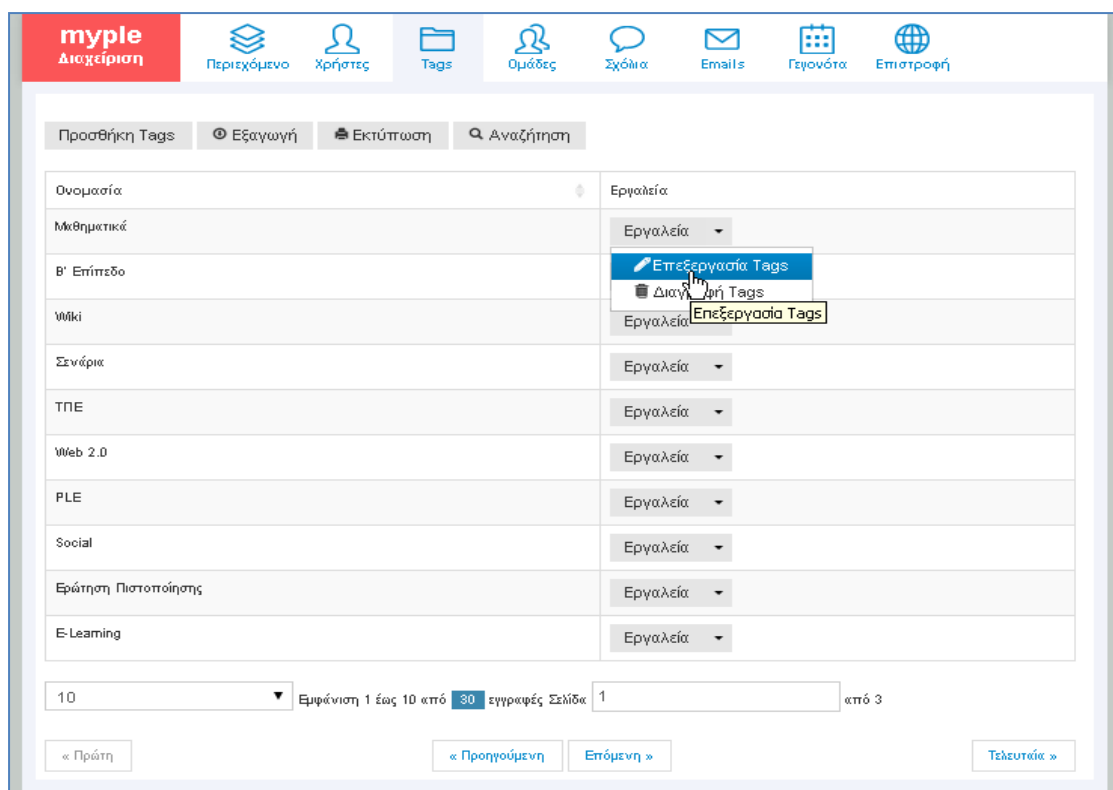 myple
Διαχείριση
Περιεχόμενο Χρήστες Tags Ομάδες Σχόλια Emails Γεγονότα Επιστροφή
Προσθήκη Tags Εξαγωγή Εκτύπωση Αναζήτηση
Ονομασία Εργαλεία
Μαθηματικά Εργαλεία
Επεξεργασία Tags
Β' Επίπεδο
Διαγραφή Tags
Επεξεργασία Tags
Wiki Εργαλεία
Σενάρια Εργαλεία
ΤΠΕ Εργαλεία
Web 2.0 Εργαλεία
PLE Εργαλεία
Social Εργαλεία
Ερώτηση Πιστοποίησης Εργαλεία
E-Learning Εργαλεία
10 Εμφάνιση 1 έως 10 από 30 εγγραφές Σελίδα 1 από 3
« Πρώτη « Προηγούμενη Επόμενη » Τελευταία »